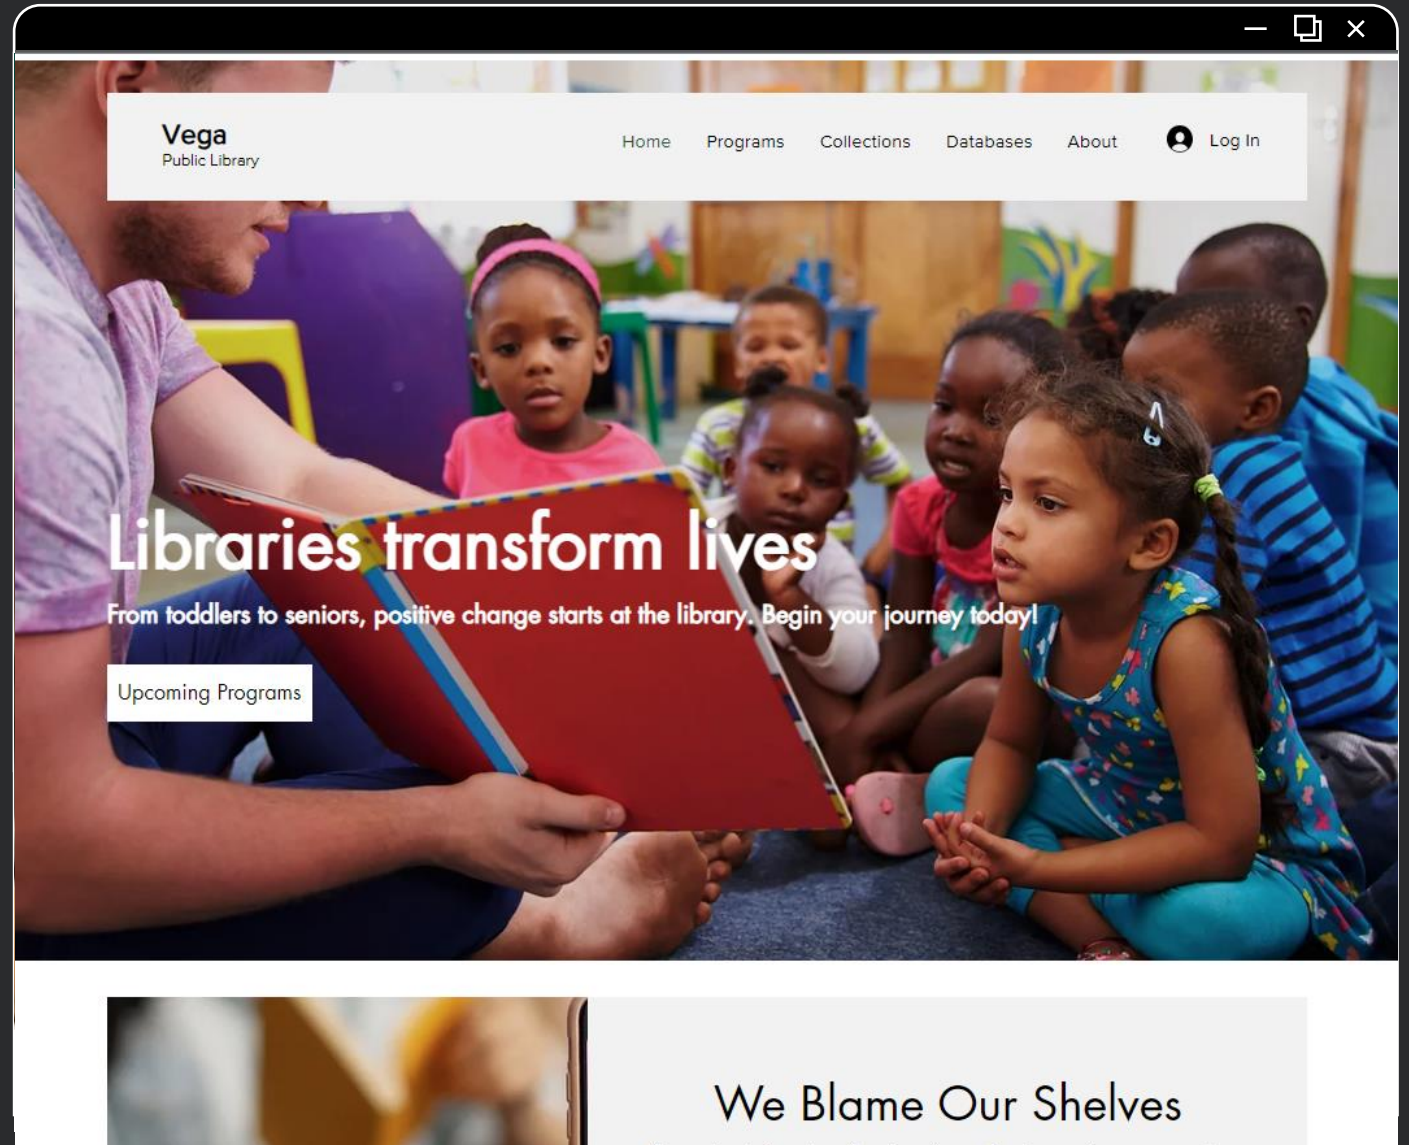 Vega
Public Library
Home Programs Collections Databases About Log In
Libraries transform lives
From toddlers to seniors, positive change starts at the library. Begin your journey today!
Upcoming Programs
We Blame Our Shelves